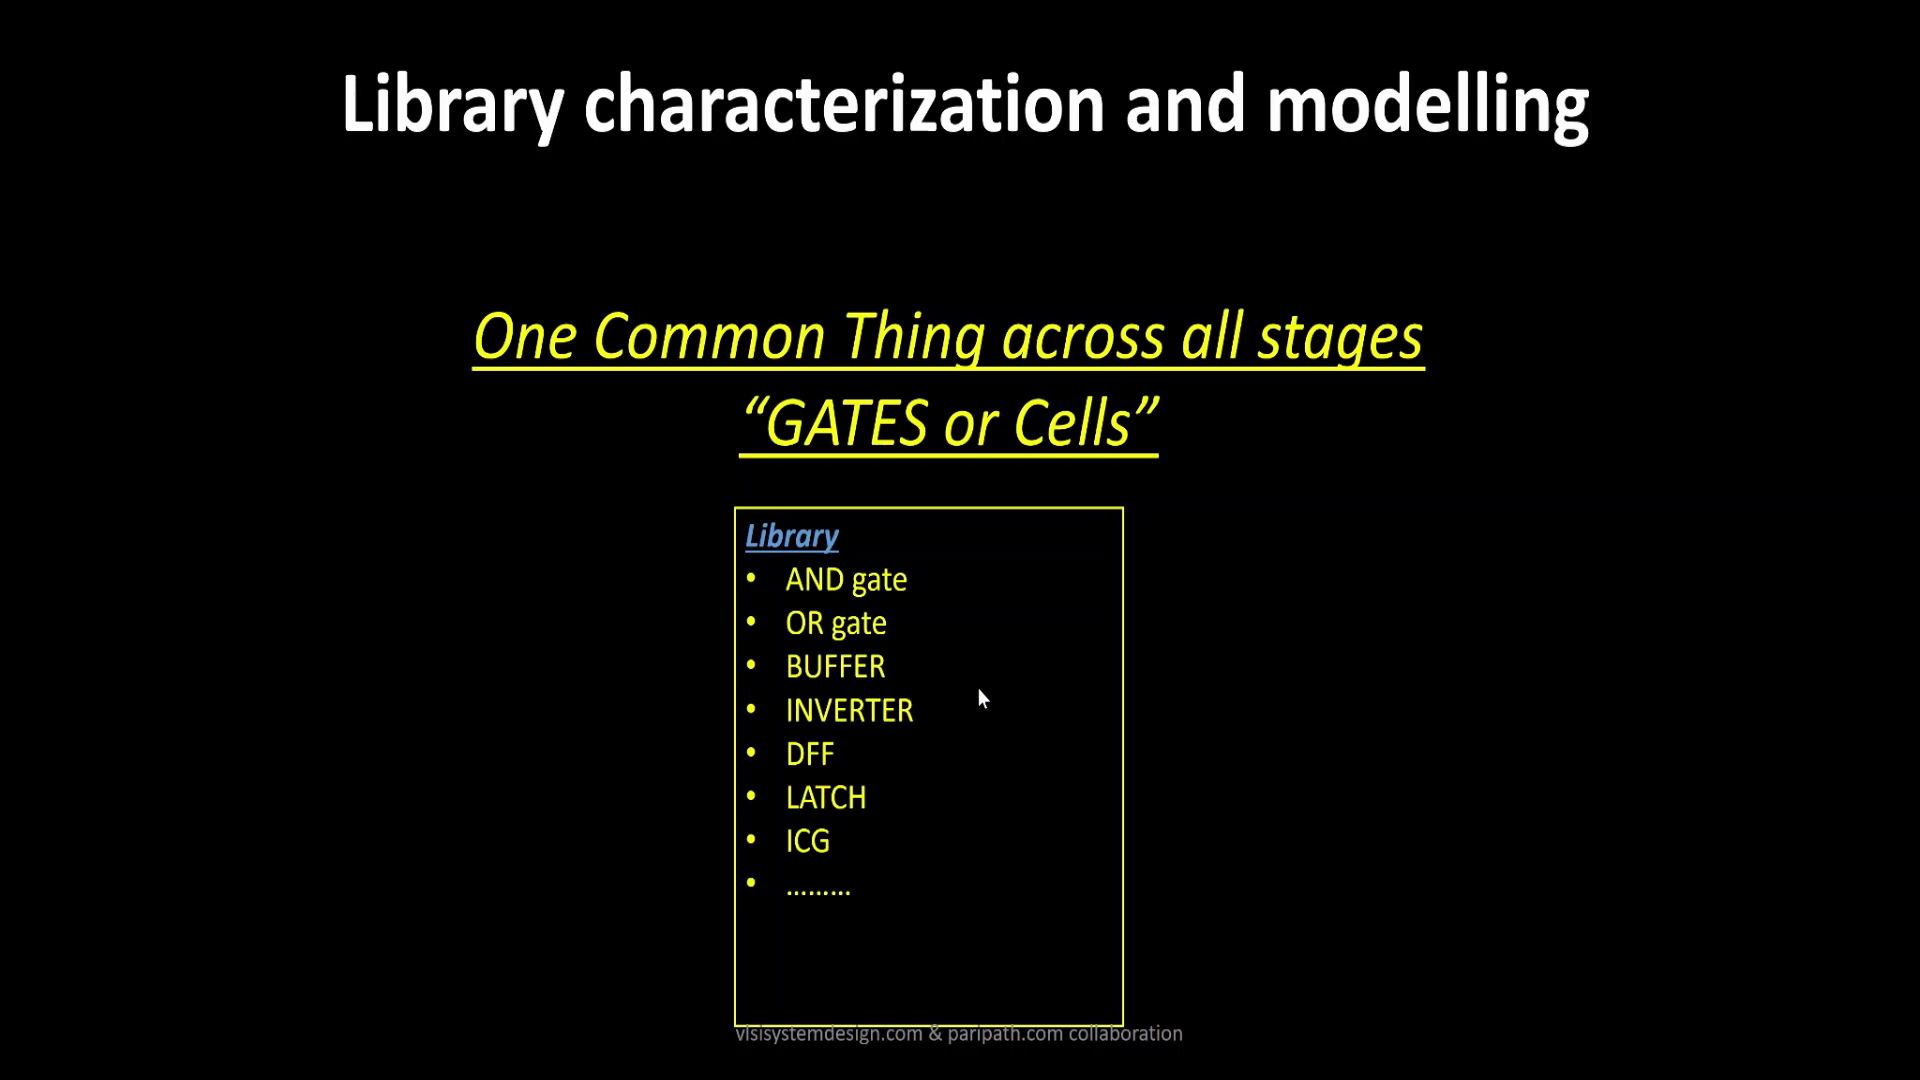 Library characterization and modelling
One Common Thing across all stages
“GATES or Cells”
Library
• AND gate
• OR gate
• BUFFER
• INVERTER
• DFF
• LATCH
• ICG
• .........
vlsisystemdesign.com & paripath.com collaboration